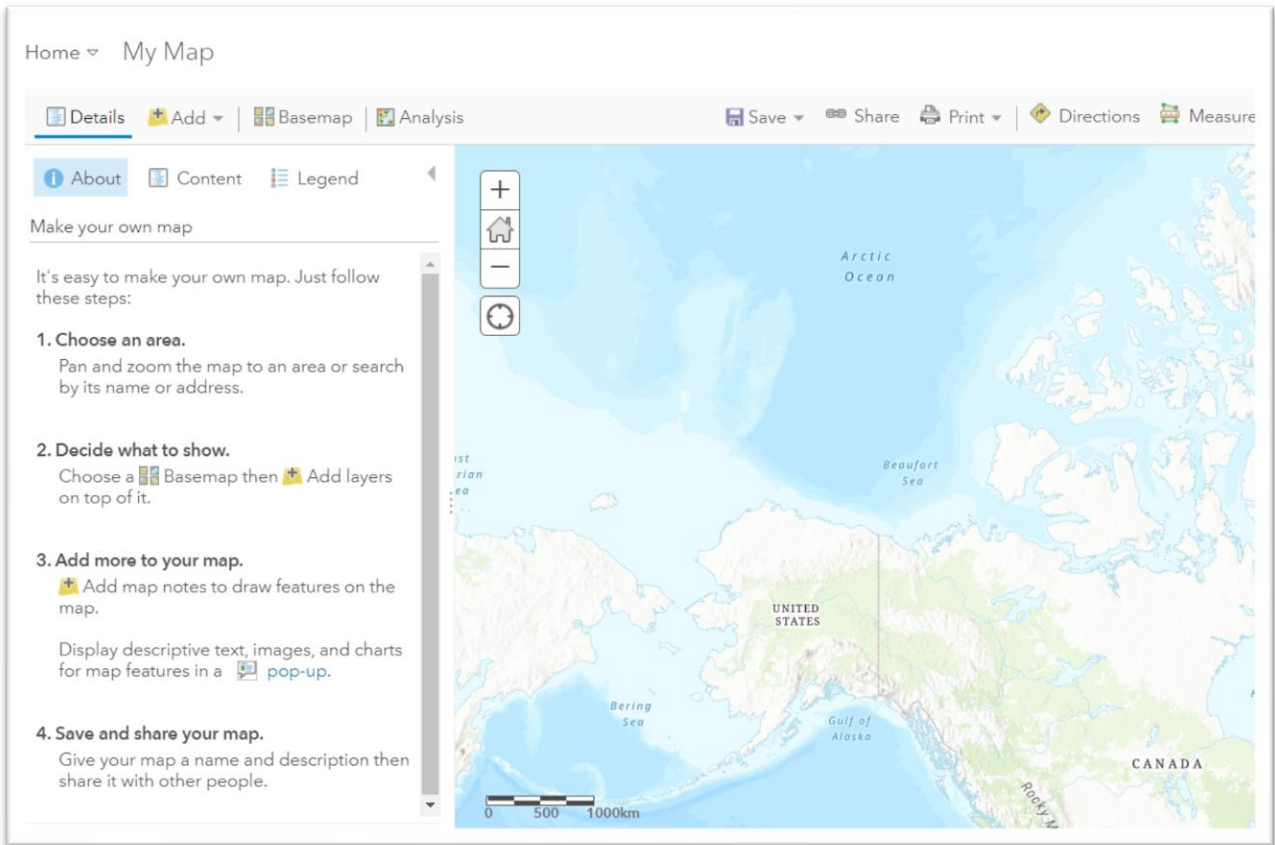 Home My Map
Details Add Basemap Analysis Save Share Print Directions Measure
About Content Legend
Make your own map
It's easy to make your own map. Just follow
these steps:
1. Choose an area.
Pan and zoom the map to an area or search
by its name or address.
2. Decide what to show.
Choose a Basemap then Add layers
on top of it.
3. Add more to your map.
Add map notes to draw features on the
map.
Display descriptive text, images, and charts
for map features in a pop-up.
4. Save and share your map.
Give your map a name and description then
share it with other people.
Arctic
Ocean
Beaufort
Sea
UNITED
STATES
Bering
Sea
Gulf of
Alaska
CANADA
Rocky
0 500 1000km